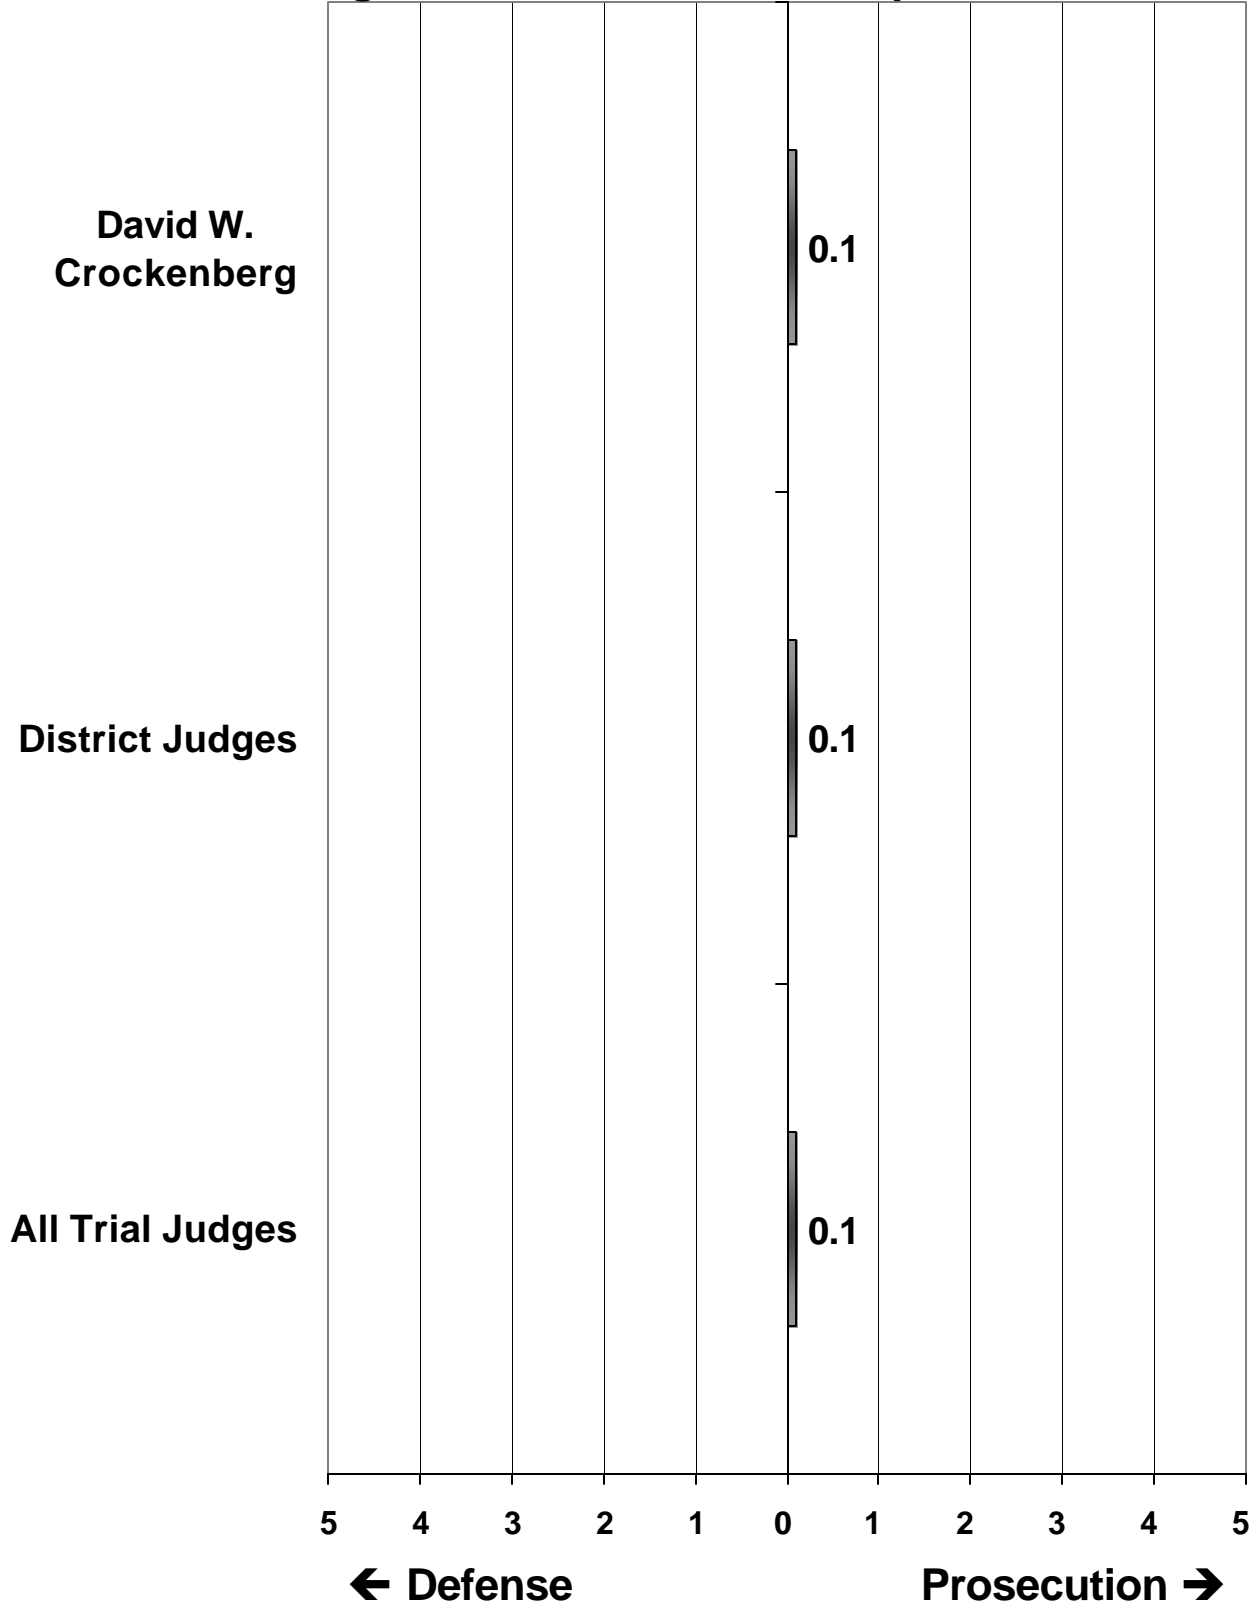 David W.
Crockenberg
0.1
District Judges
0.1
All Trial Judges
0.1
5 4 3 2 1 0 1 2 3 4 5
← Defense Prosecution →